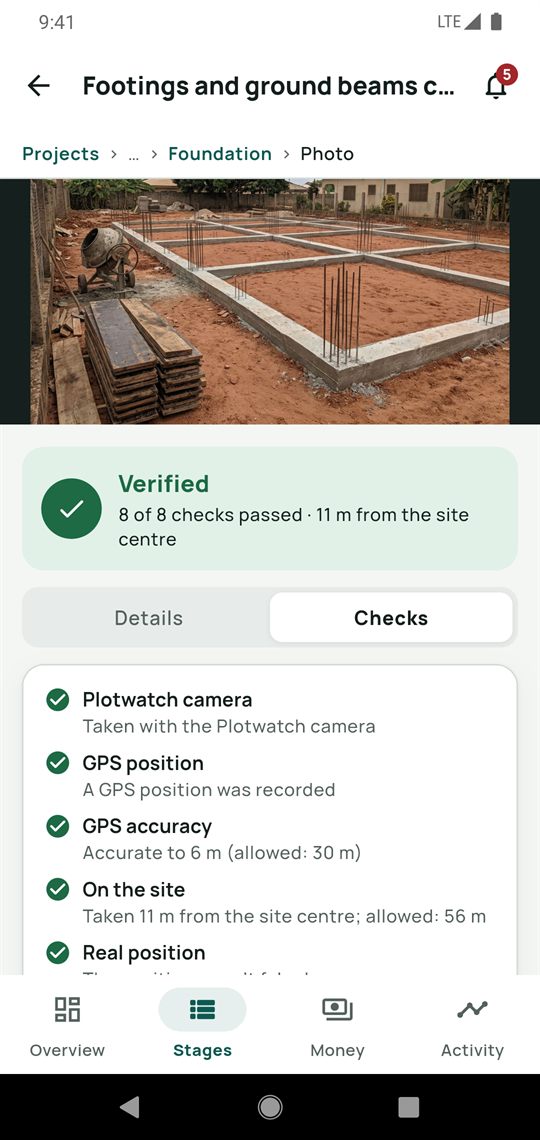 9:41
LTE
Footings and ground beams c...
5
Projects › ... › Foundation › Photo
Verified
8 of 8 checks passed · 11 m from the site
centre
Details
Checks
Plotwatch camera
Taken with the Plotwatch camera
GPS position
A GPS position was recorded
GPS accuracy
Accurate to 6 m (allowed: 30 m)
On the site
Taken 11 m from the site centre; allowed: 56 m
Real position
Overview
Stages
Money
Activity